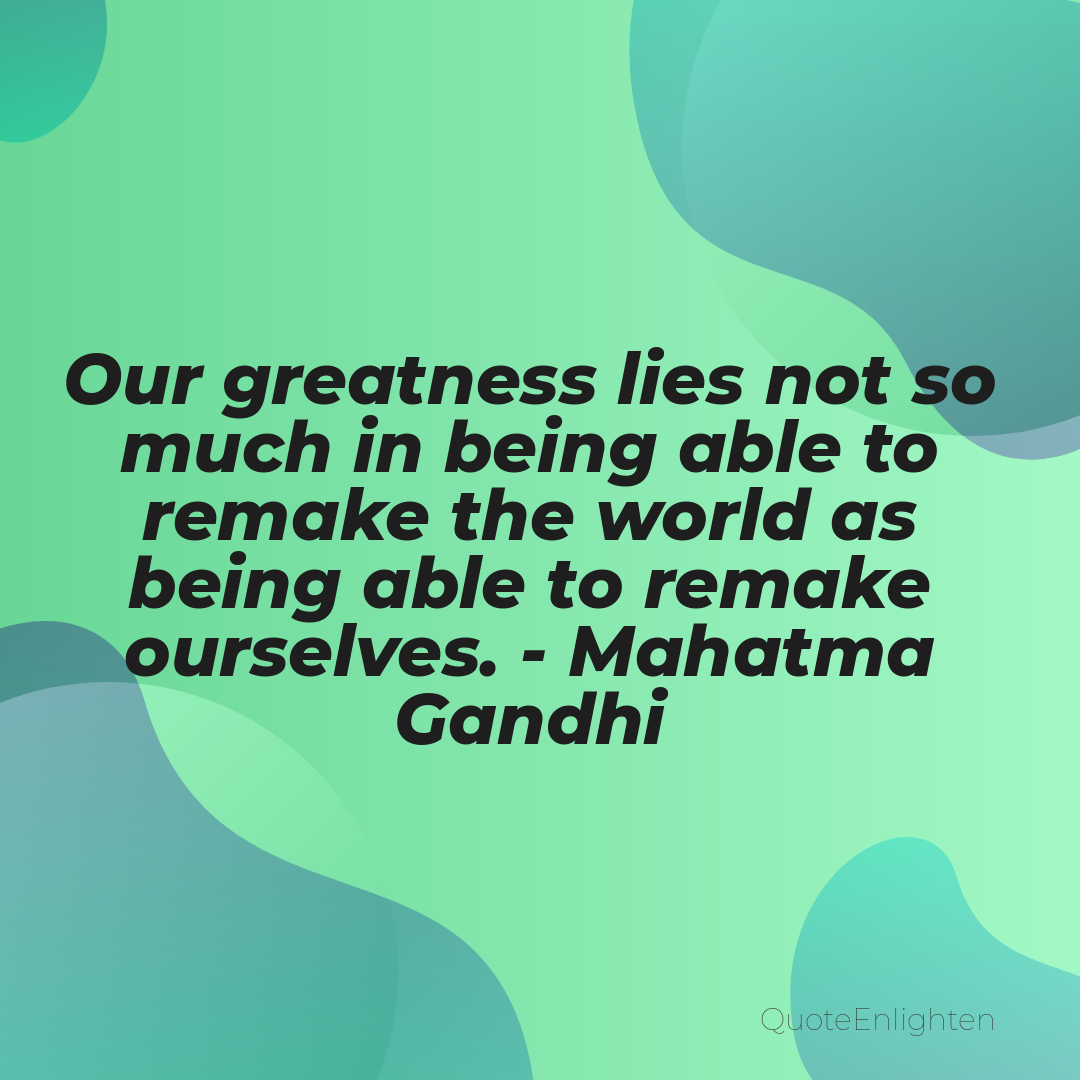 Our greatness lies not so
much in being able to
remake the world as
being able to remake
ourselves. - Mahatma
Gandhi
QuoteEnlighten